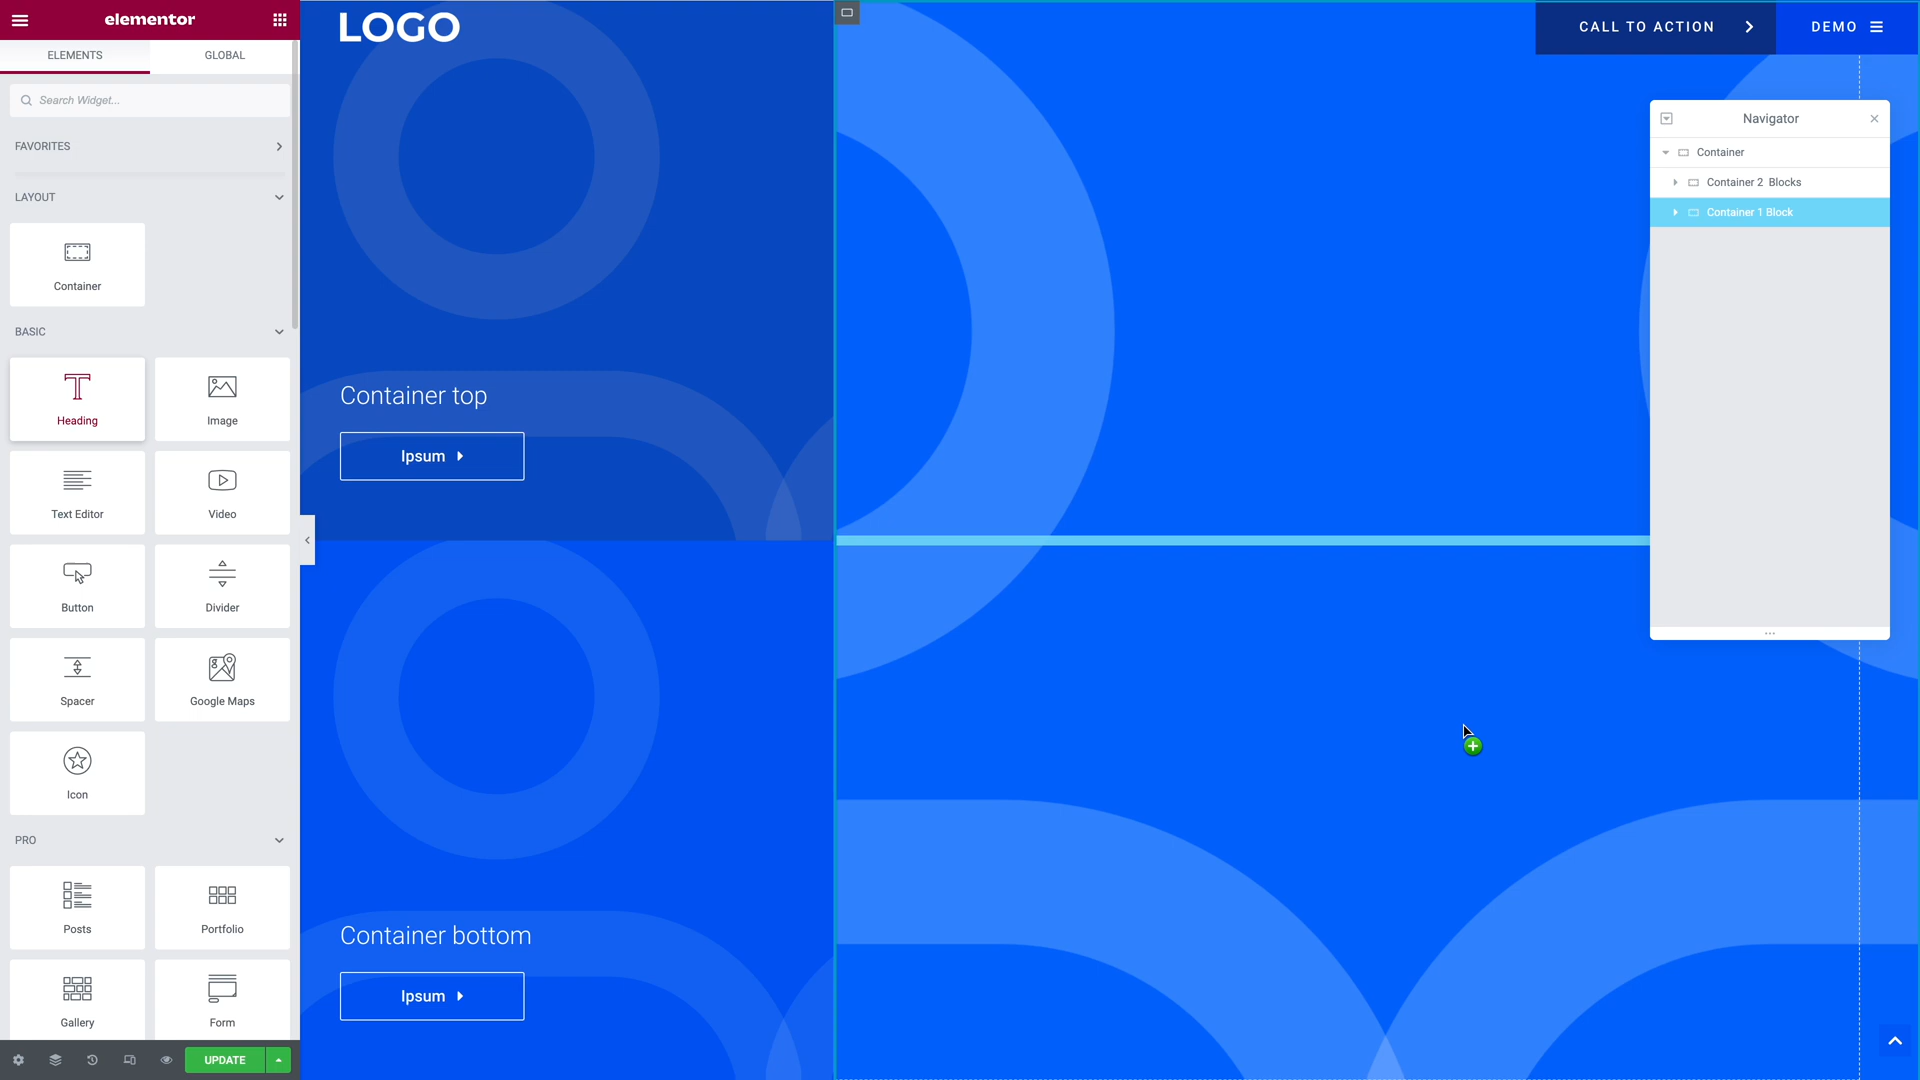 elementor
ELEMENTS
GLOBAL
Search Widget...
FAVORITES
LAYOUT
Container
BASIC
Heading
Image
Text Editor
Video
Button
Divider
Spacer
Google Maps
Icon
PRO
Posts
Portfolio
Gallery
Form
UPDATE
LOGO
CALL TO ACTION
DEMO
Container top
Ipsum
Container bottom
Ipsum
Navigator
Container
Container 2 Blocks
Container 1 Block